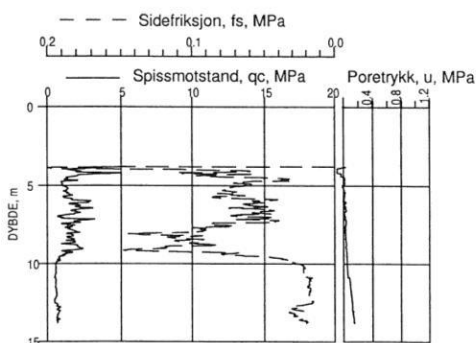 Sidefriksjon, fs, MPa
0,2 0,1 0,0
Spissmotstand, qc, MPa Poretrykk, u, MPa
0 5 10 15 20 0,4 0,8 1,2
DYBDE, m
0
5
10
15